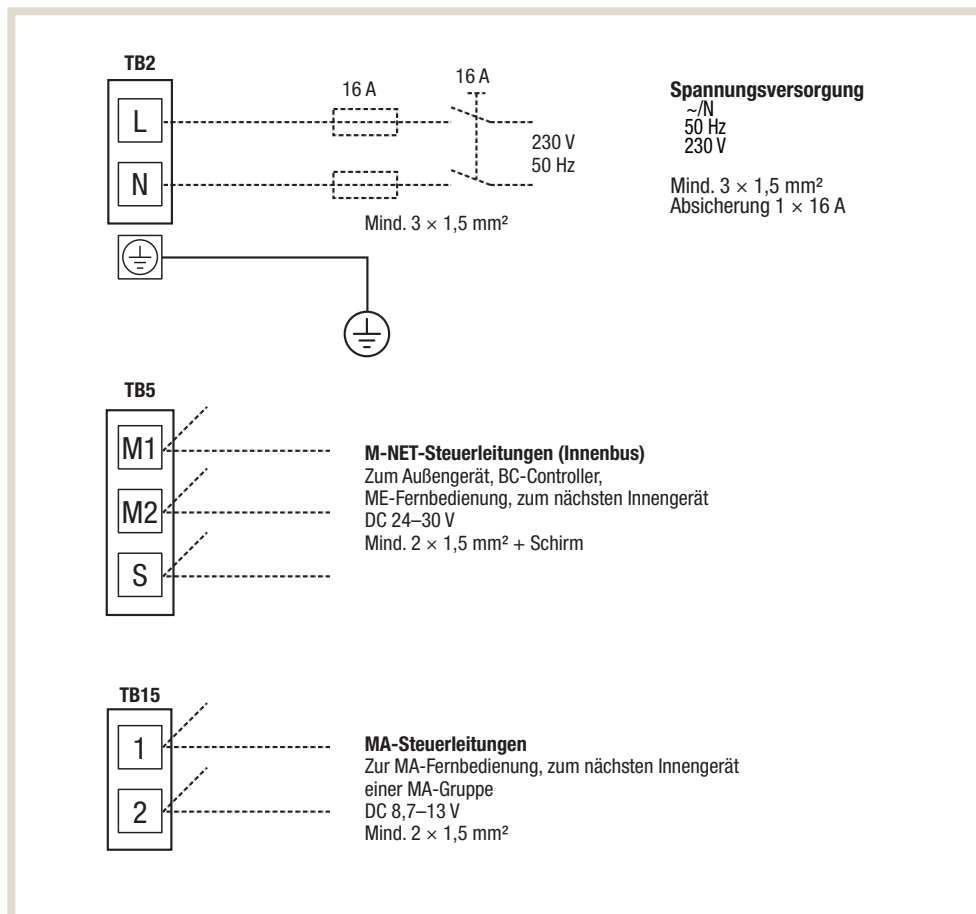 TB2
L
N
16 A
16 A
230 V
50 Hz
Mind. 3 × 1,5 mm²
Spannungsversorgung
~/N
50 Hz
230 V
Mind. 3 × 1,5 mm²
Absicherung 1 × 16 A
TB5
M1
M2
S
M-NET-Steuerleitungen (Innenbus)
Zum Außengerät, BC-Controller,
ME-Fernbedienung, zum nächsten Innengerät
DC 24–30 V
Mind. 2 × 1,5 mm² + Schirm
TB15
1
2
MA-Steuerleitungen
Zur MA-Fernbedienung, zum nächsten Innengerät
einer MA-Gruppe
DC 8,7–13 V
Mind. 2 × 1,5 mm²